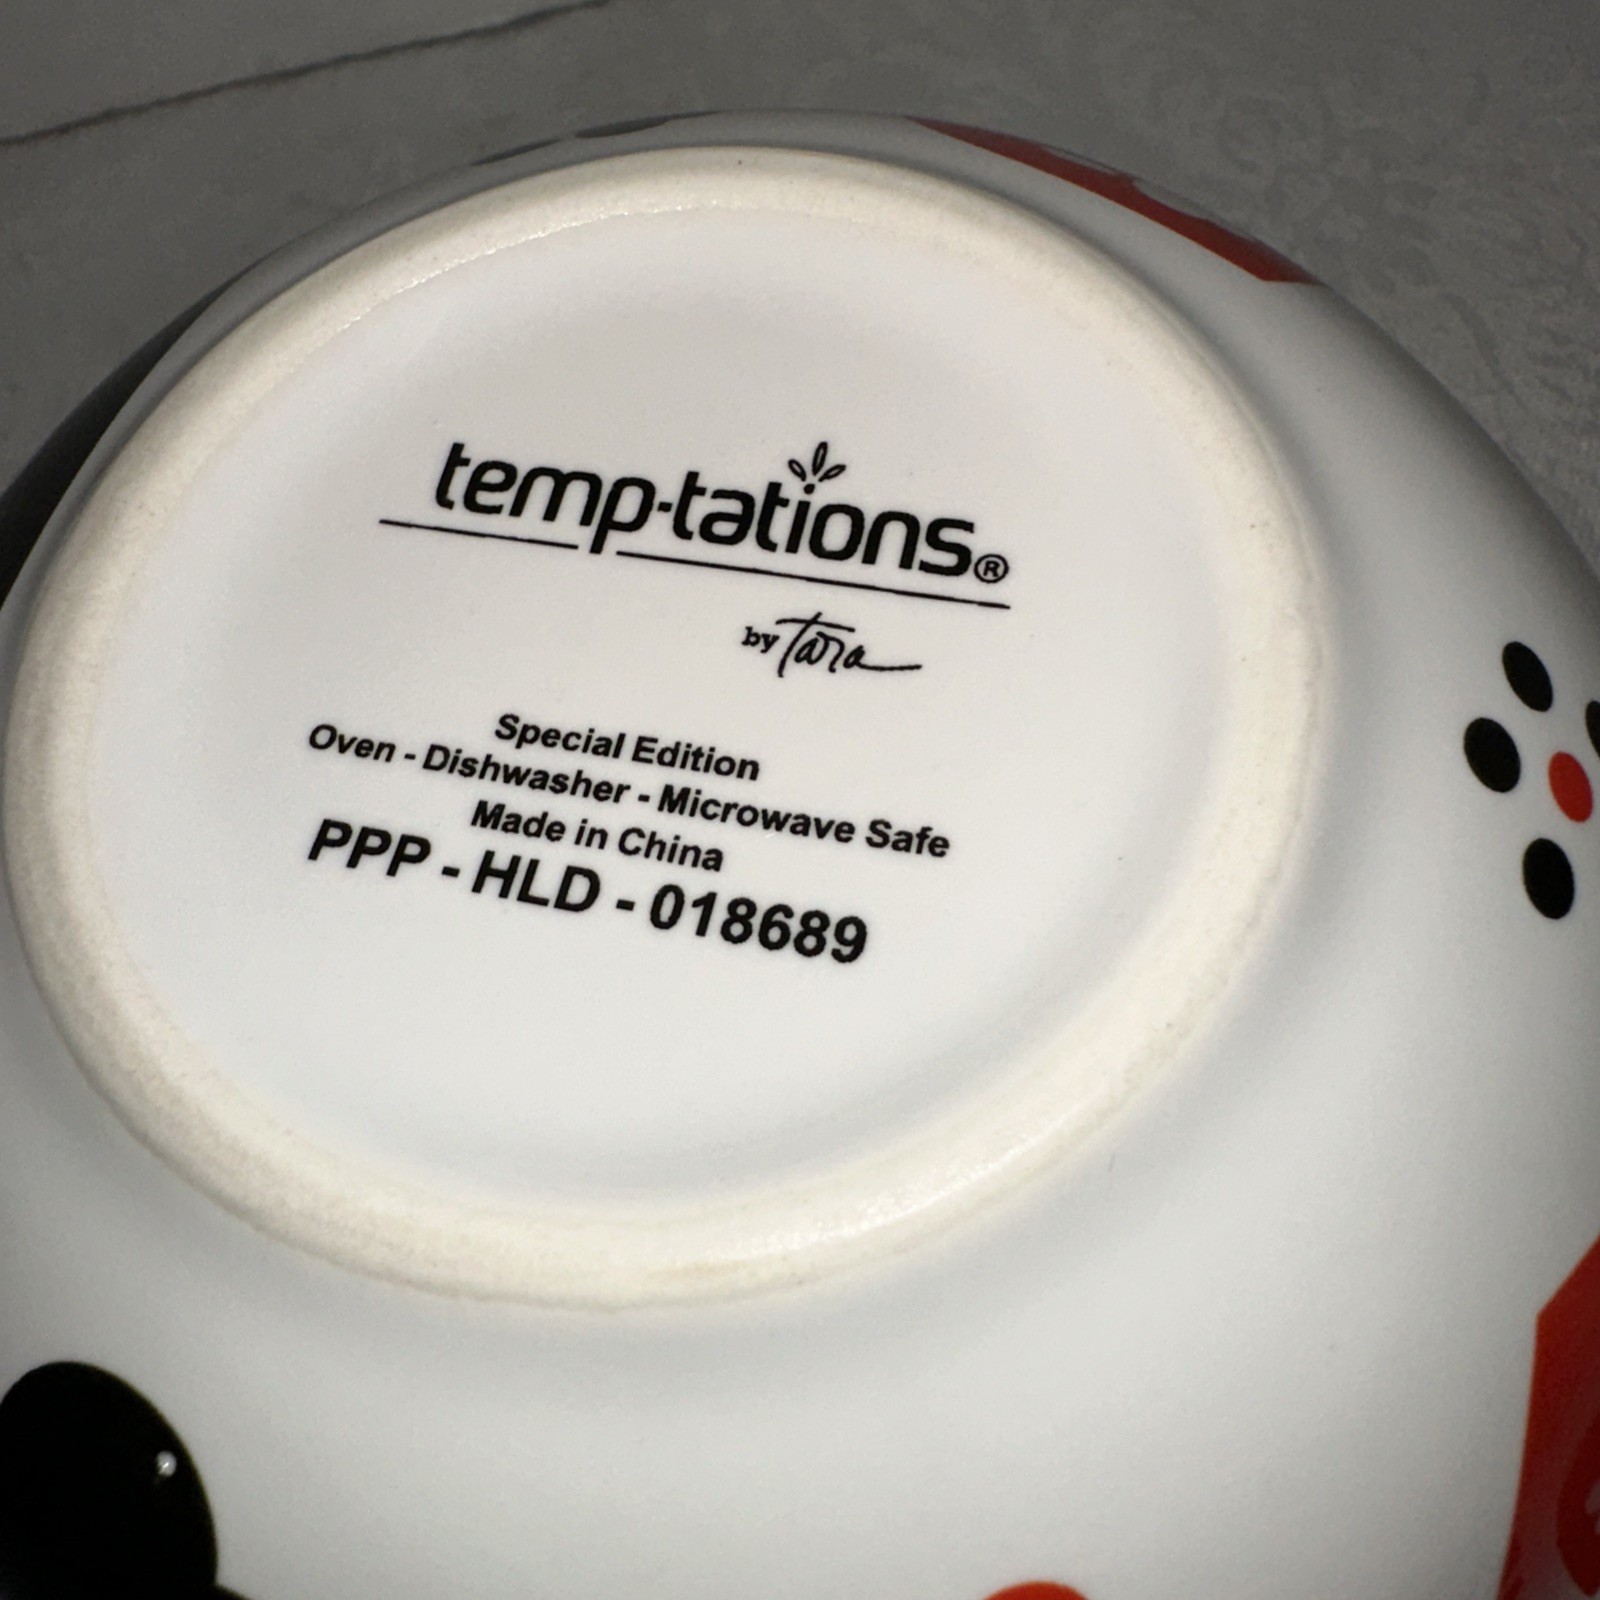 temp-tations®
by Tara
Special Edition
Oven - Dishwasher - Microwave Safe
Made in China
PPP - HLD - 018689